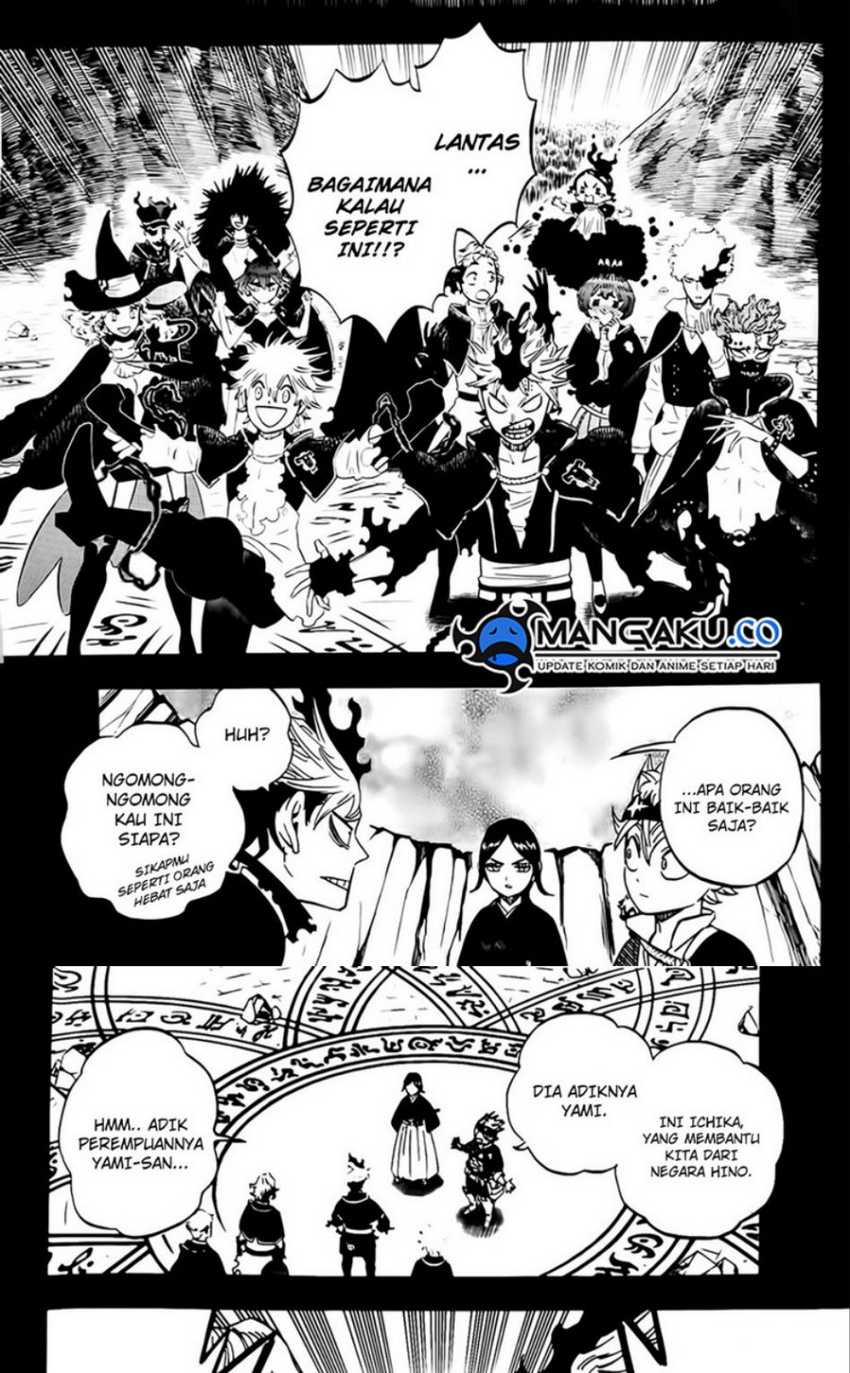 LANTAS
...
BAGAIMANA
KALAU
SEPERTI
INI!!?
MANGAKU.CO
UPDATE KOMIK DAN ANIME SETIAP HARI
...APA ORANG
INI BAIK-BAIK
SAJA?
HUH?
NGOMONG-
NGOMONG
KAU INI
SIAPA?
SIKAPMU
SEPERTI ORANG
HEBAT SAJA
DIA ADIKNYA
YAMI.
INI ICHIKA,
YANG MEMBANTU
KITA DARI
NEGARA HINO.
HMM.. ADIK
PEREMPUANNYA
YAMI-SAN...